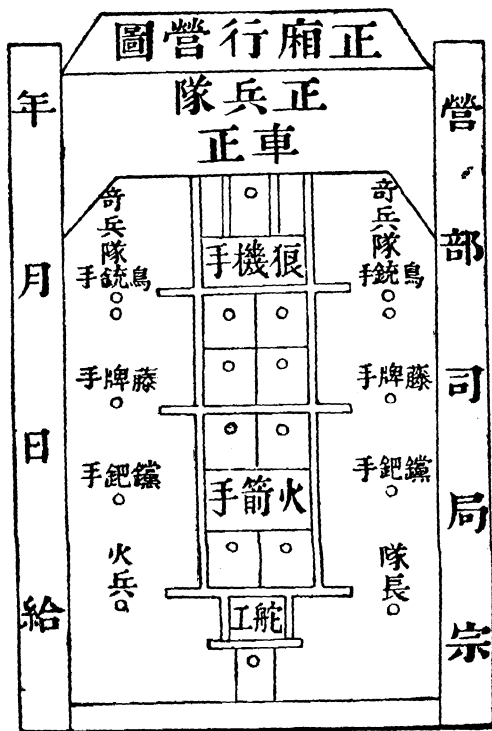 正廂行營圖
正兵隊
車正
營部司局宗
竒兵隊
鳥銃手
藤牌手
钂鈀手
隊長
狼機手
火箭手
舵工
竒兵隊
鳥銃手
藤牌手
钂鈀手
火兵
年月日給